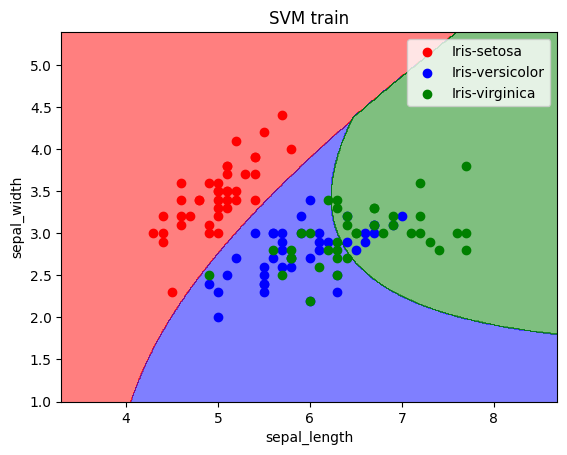 SVM train
Iris-setosa
Iris-versicolor
Iris-virginica
sepal_width
5.0
4.5
4.0
3.5
3.0
2.5
2.0
1.5
1.0
4
5
6
7
8
sepal_length